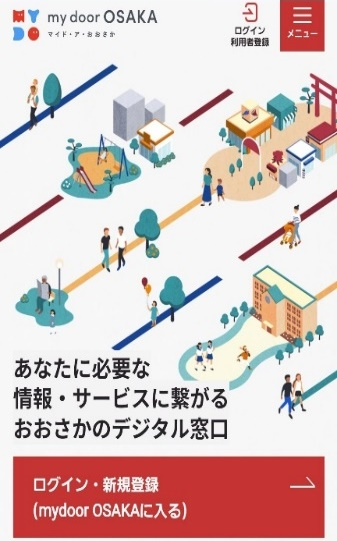 MY DO
my door OSAKA
マイド・ア・おおさか
ログイン
利用者登録
メニュー
あなたに必要な
情報・サービスに繋がる
おおさかのデジタル窓口
ログイン・新規登録
(mydoor OSAKAに入る)